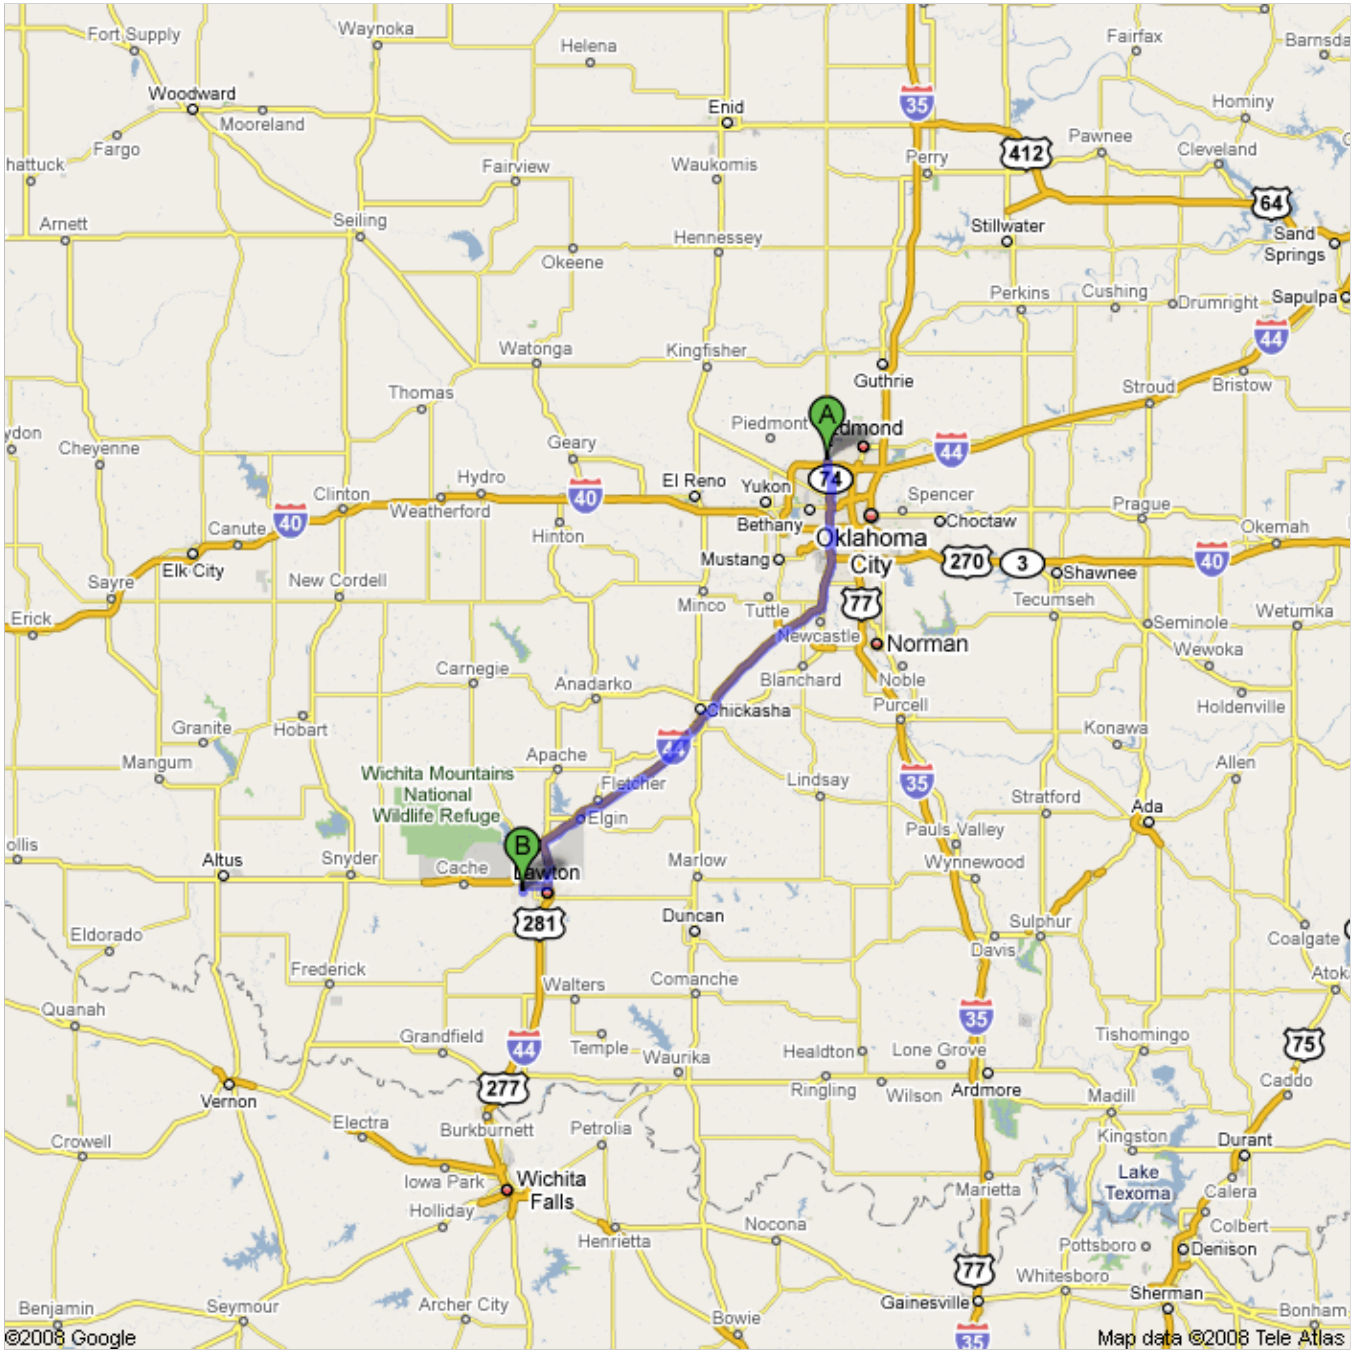 Fort Supply
Waynoka
Helena
Fairfax
Barnsda
35
Woodward
Mooreland
Enid
Hominy
Fargo
412
Pawnee
Cleveland
hattuck
Fairview
Waukomis
Perry
64
Arnett
Seiling
Hennessey
Stillwater
Sand
Springs
Okeene
Perkins
Cushing
Drumright
Sapulpa
44
Watonga
Kingfisher
Guthrie
Thomas
Stroud
Bristow
A
Piedmont
dmond
ydon
Cheyenne
Geary
44
74
El Reno
Yukon
Hydro
Clinton
40
Weatherford
Spencer
Prague
40
Canute
Bethany
Choctaw
Okemah
Hinton
Oklahoma
City
Elk City
Mustang
270
3
40
Sayre
New Cordell
Shawnee
Minco
Tuttle
77
Tecumseh
Wetumka
Erick
Newcastle
Seminole
Norman
Wewoka
Carnegie
Anadarko
Blanchard
Noble
Holdenville
Chickasha
Purcell
Granite
Hobart
Konawa
44
Mangum
Apache
Allen
Wichita Mountains
National
Wildlife Refuge
Fletcher
Lindsay
35
Elgin
Stratford
Ada
Pauls Valley
ollis
Altus
Snyder
B
Cache
Lawton
Marlow
Wynnewood
281
Duncan
Sulphur
Eldorado
Davis
Coalgate
Frederick
Walters
Comanche
Atok
Quanah
35
Grandfield
44
Temple
Waurika
Healdton
Lone Grove
Tishomingo
75
277
Ringling
Wilson
Ardmore
Caddo
Vernon
Madill
Electra
Burkburnett
Petrolia
Crowell
Kingston
Durant
Iowa Park
Wichita
Falls
Lake
Texoma
Marietta
Calera
Holliday
Henrietta
Nocona
Colbert
Pottsboro
Denison
77
Whitesboro
Benjamin
Seymour
Archer City
Bowie
Gainesville
Sherman
Bonham
35
©2008 Google
Map data ©2008 Tele Atlas